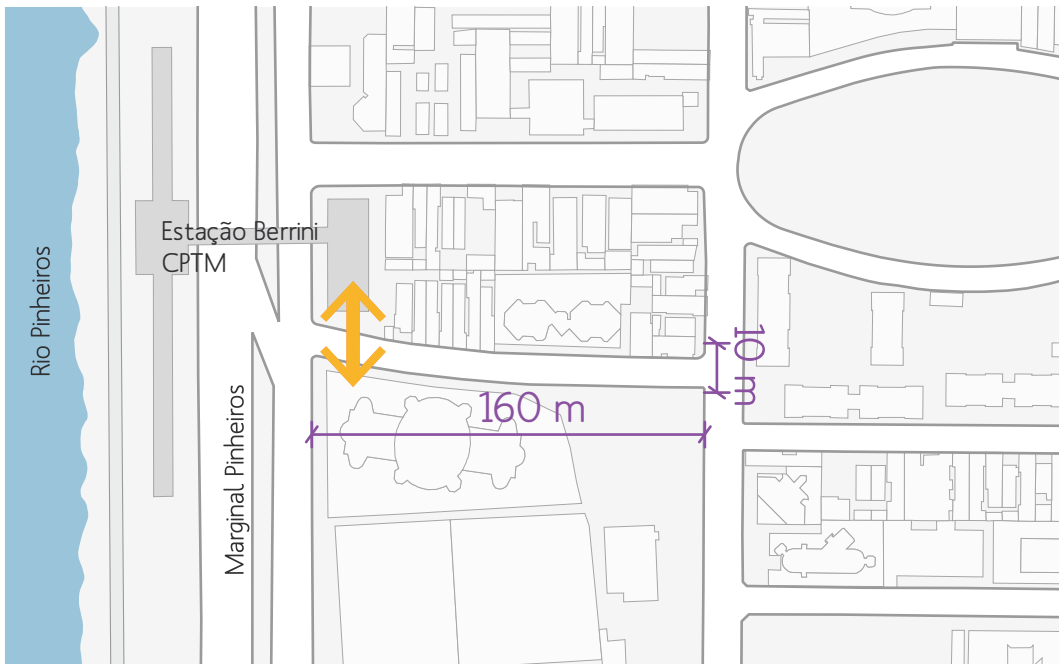 Estação Berrini
CPTM
Rio Pinheiros
Marginal Pinheiros
160 m
10 m